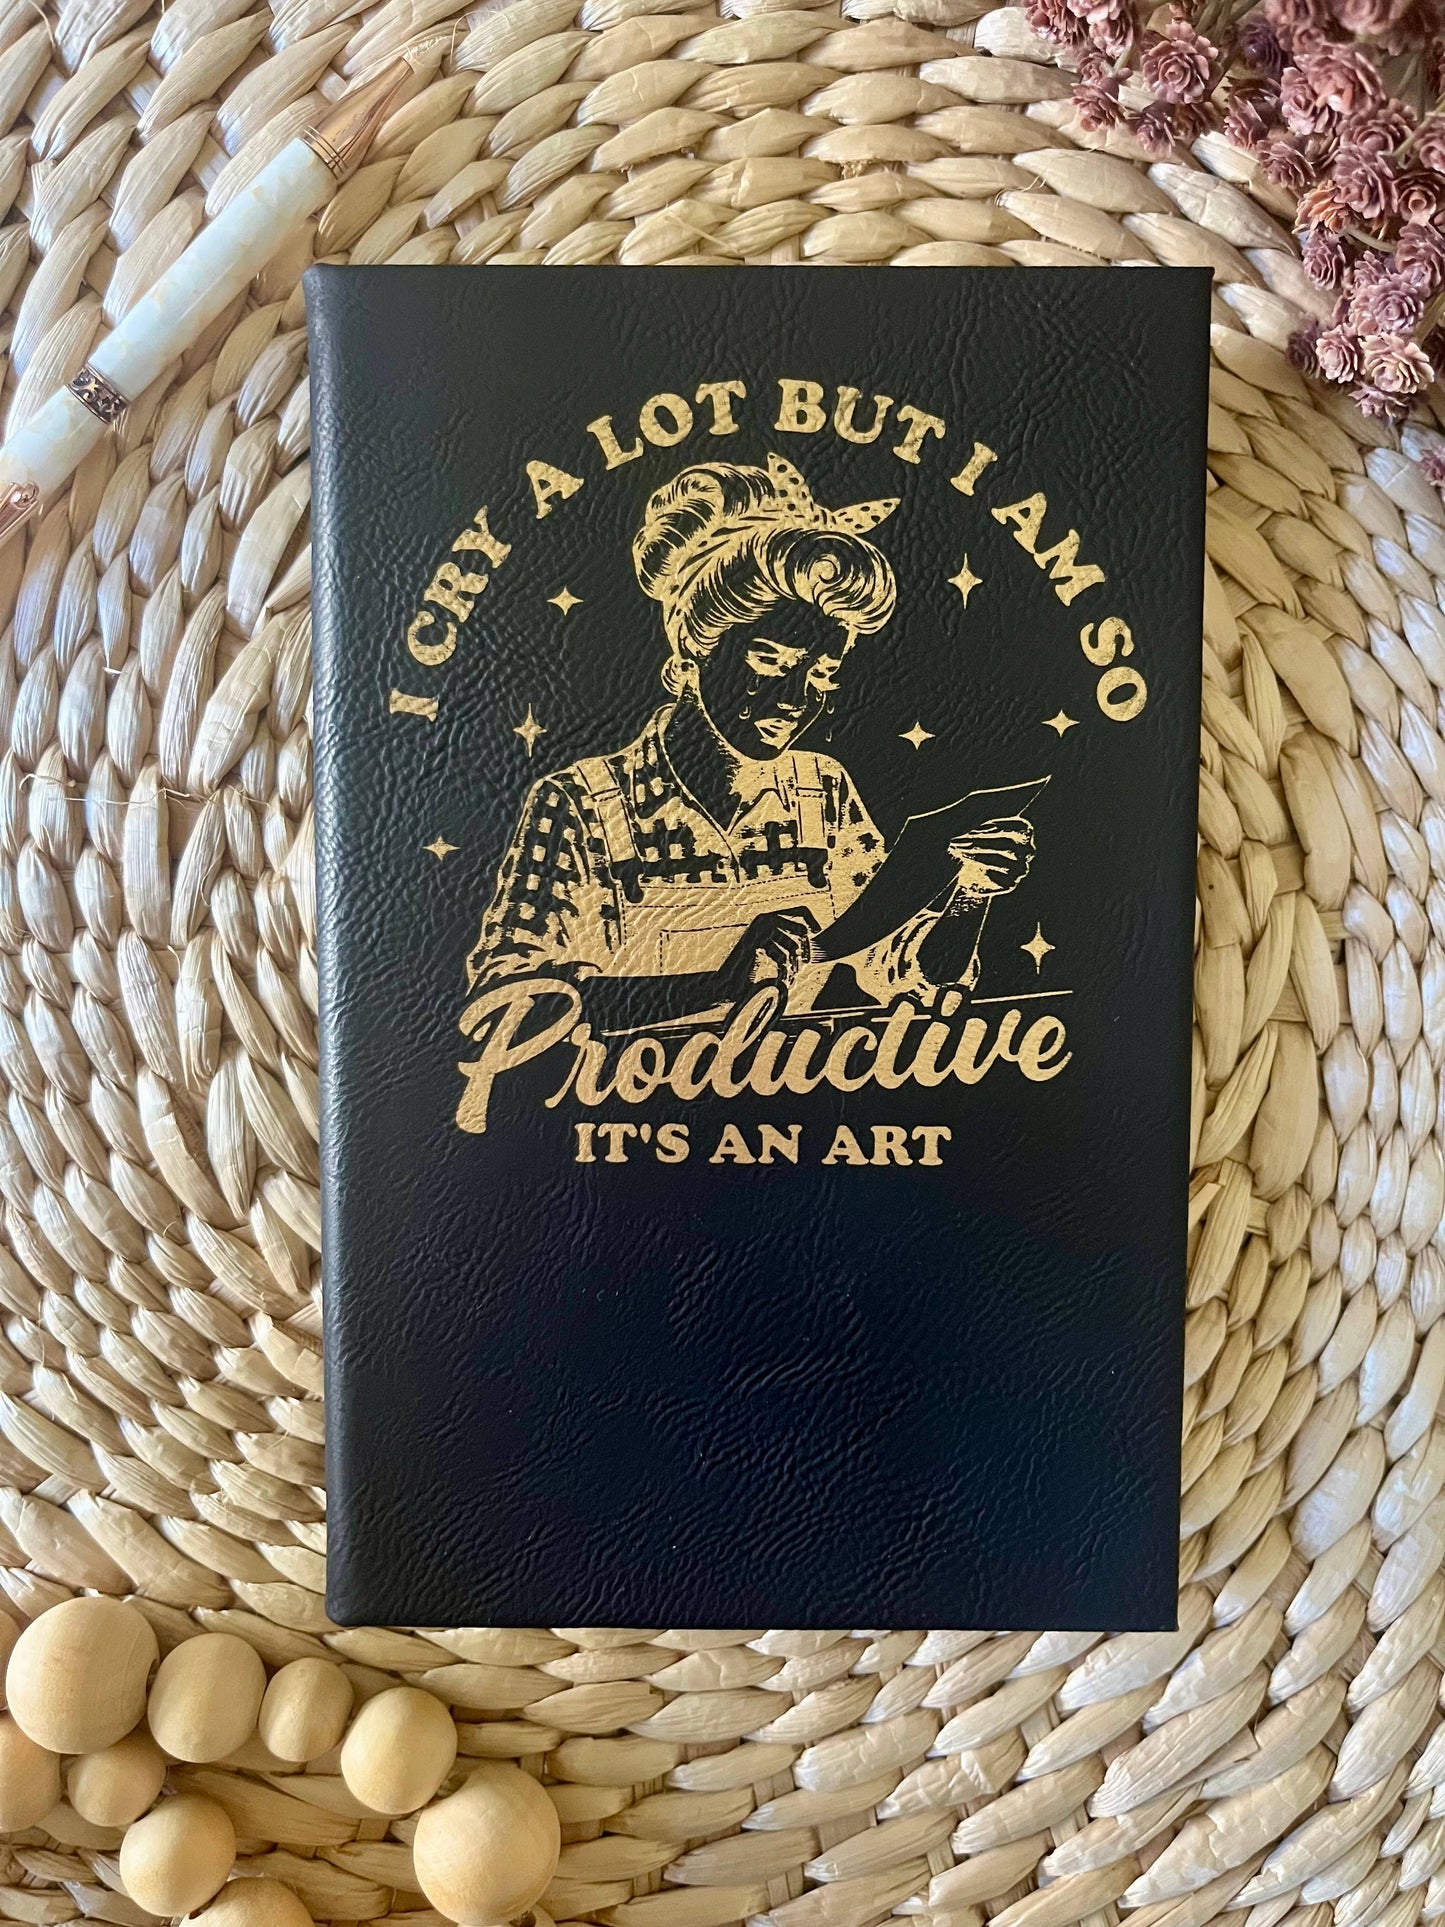 I CRY A LOT BUT I AM SO
Productive
IT'S AN ART